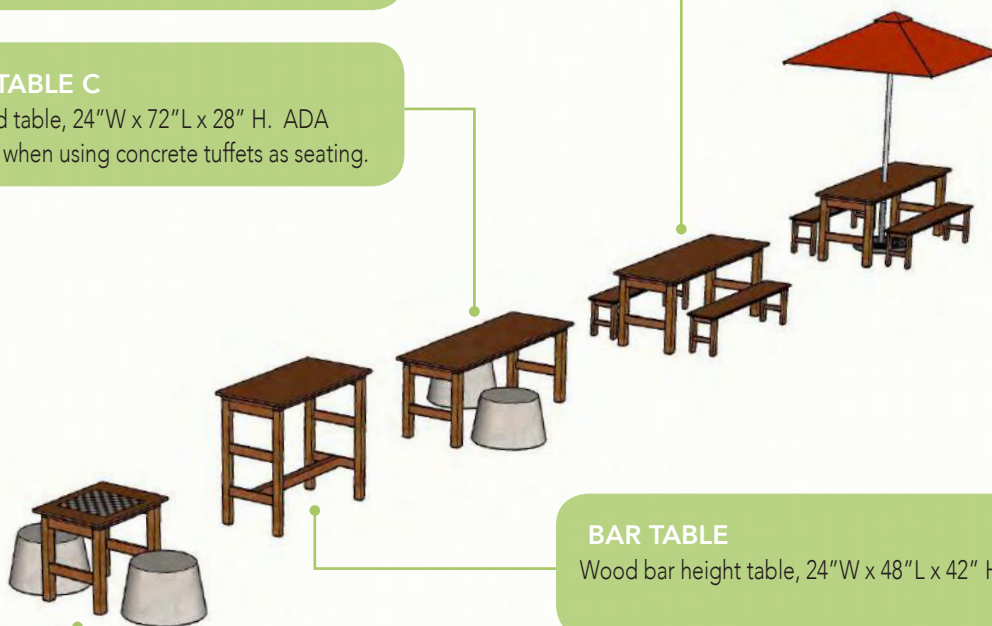 TABLE C
d table, 24”W x 72”L x 28” H. ADA
when using concrete tuffets as seating.
BAR TABLE
Wood bar height table, 24”W x 48”L x 42” H